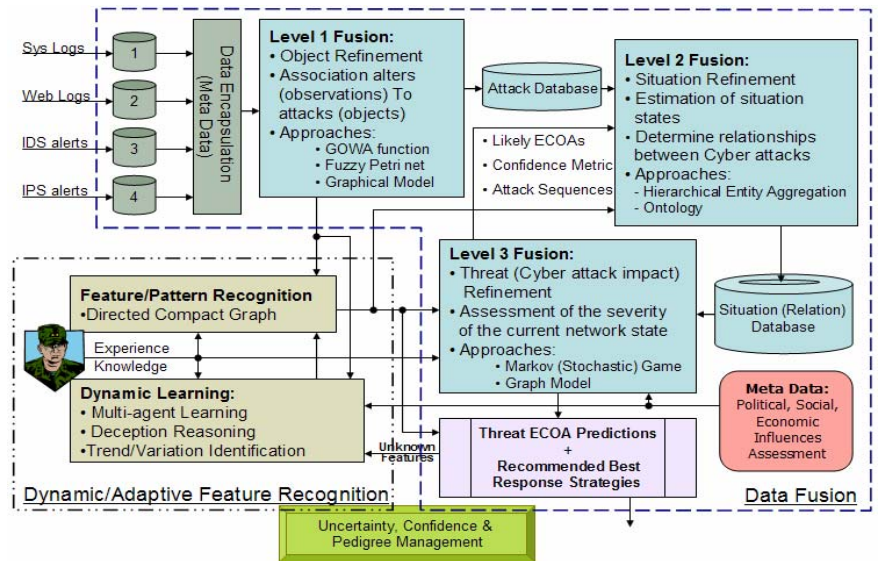 Sys Logs
Web Logs
IDS alerts
IPS alerts
1
2
3
4
Data Encapsulation
(Meta Data)
Level 1 Fusion:
• Object Refinement
• Association alters
(observations) To
attacks (objects)
• Approaches:
• GOWA function
• Fuzzy Petri net
• Graphical Model
Attack Database
Level 2 Fusion:
• Situation Refinement
• Estimation of situation
states
• Determine relationships
between Cyber attacks
• Approaches:
- Hierarchical Entity Aggregation
- Ontology
• Likely ECOAs
• Confidence Metric
• Attack Sequences
Level 3 Fusion:
• Threat (Cyber attack impact)
Refinement
• Assessment of the severity
of the current network state
• Approaches:
• Markov (Stochastic) Game
• Graph Model
Situation (Relation)
Database
Feature/Pattern Recognition
•Directed Compact Graph
Experience
Knowledge
Dynamic Learning:
• Multi-agent Learning
• Deception Reasoning
•Trend/Variation Identification
Dynamic/Adaptive Feature Recognition
Unknown
Features
Threat ECOA Predictions
+
Recommended Best
Response Strategies
Meta Data:
Political, Social,
Economic
Influences
Assessment
Data Fusion
Uncertainty, Confidence &
Pedigree Management